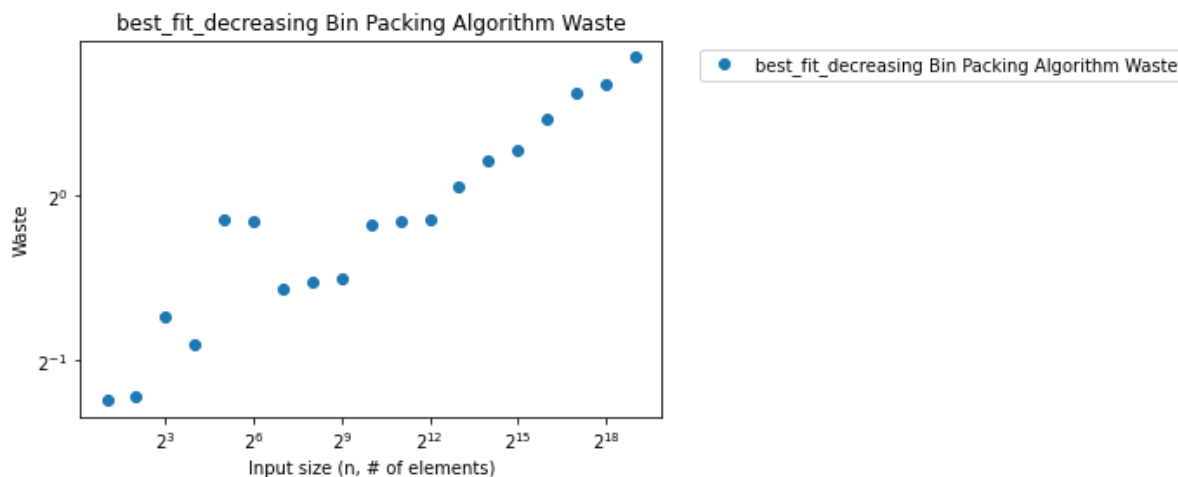 best_fit_decreasing Bin Packing Algorithm Waste
best_fit_decreasing Bin Packing Algorithm Waste
Waste
2⁰
2⁻¹
2³ 2⁶ 2⁹ 2¹² 2¹⁵ 2¹⁸
Input size (n, # of elements)